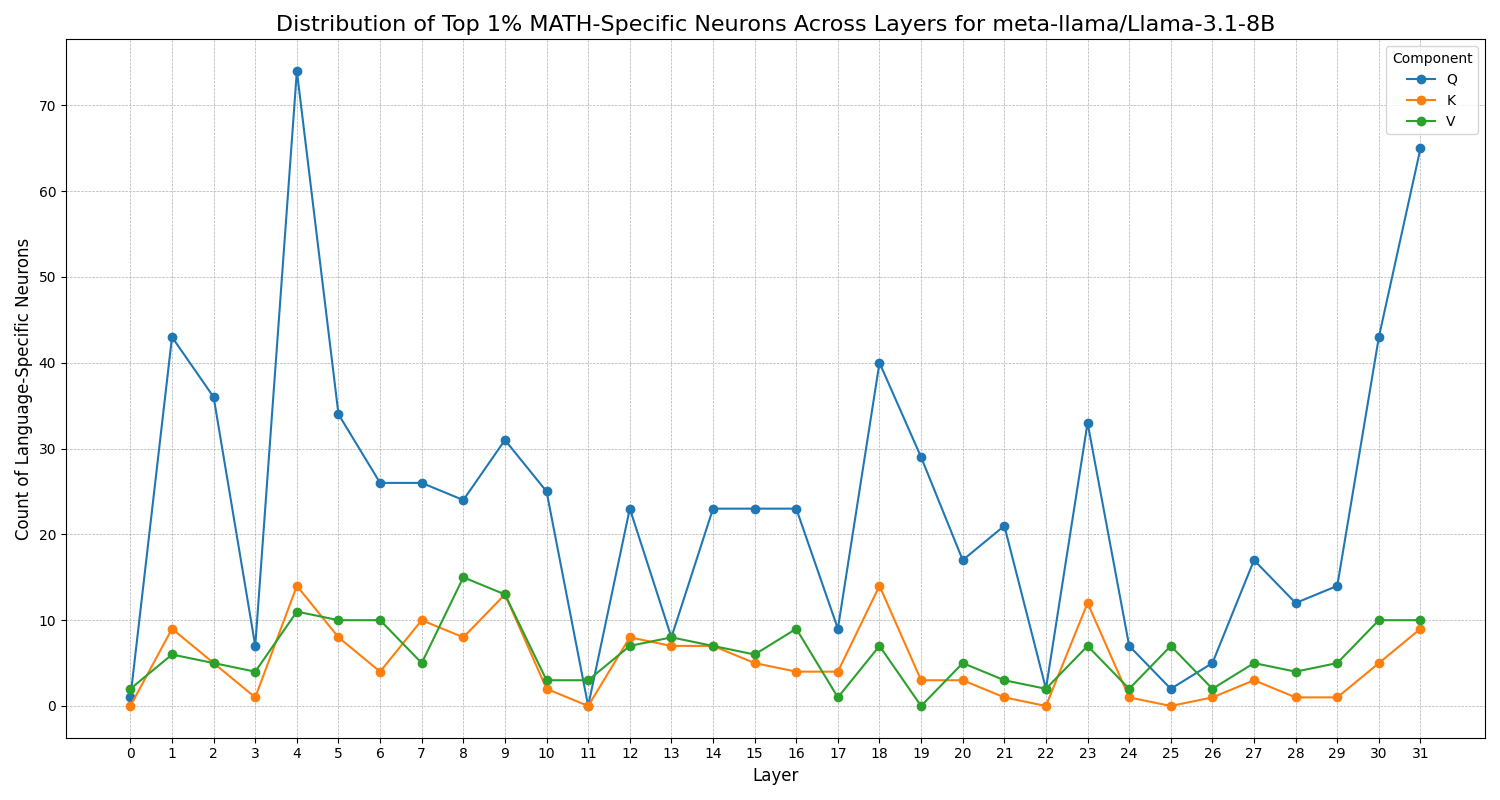 Distribution of Top 1% MATH-Specific Neurons Across Layers for meta-llama/Llama-3.1-8B
Component
Q
K
V
Count of Language-Specific Neurons
70
60
50
40
30
20
10
0
0 1 2 3 4 5 6 7 8 9 10 11 12 13 14 15 16 17 18 19 20 21 22 23 24 25 26 27 28 29 30 31
Layer